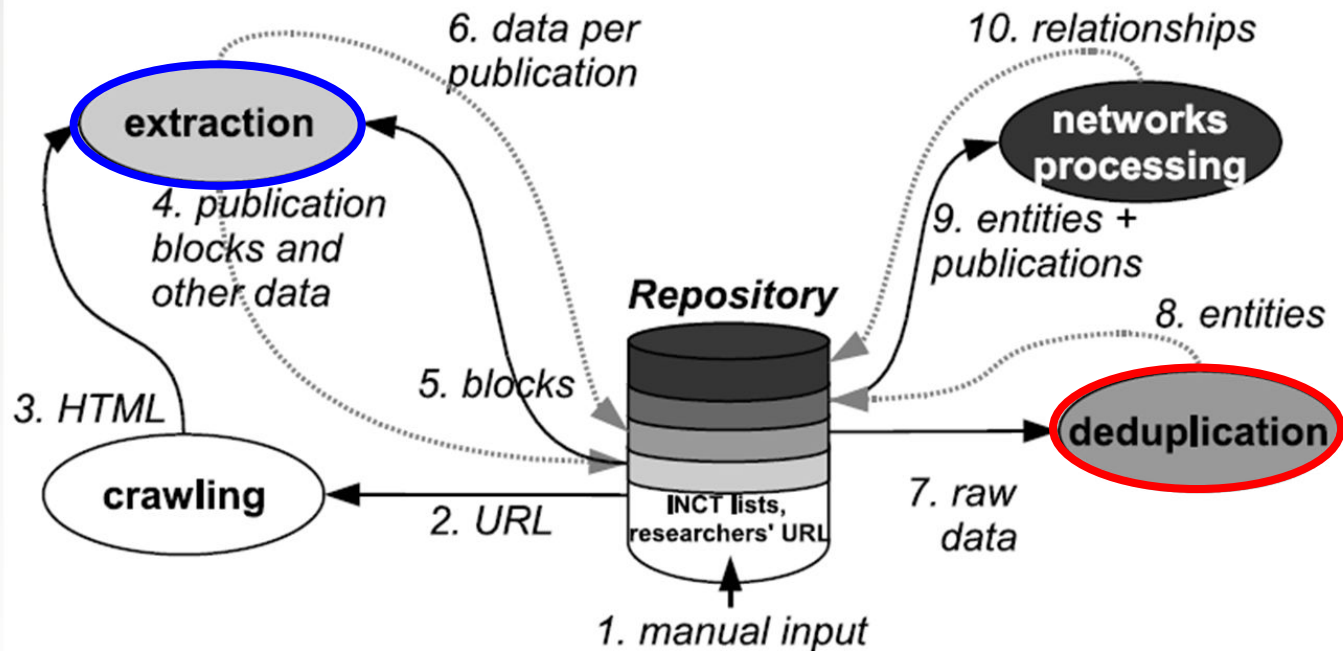 6. data per
publication
10. relationships
extraction
networks
processing
4. publication
blocks and
other data
9. entities +
publications
Repository
8. entities
5. blocks
3. HTML
deduplication
crawling
2. URL
INCT lists,
researchers' URL
7. raw
data
1. manual input